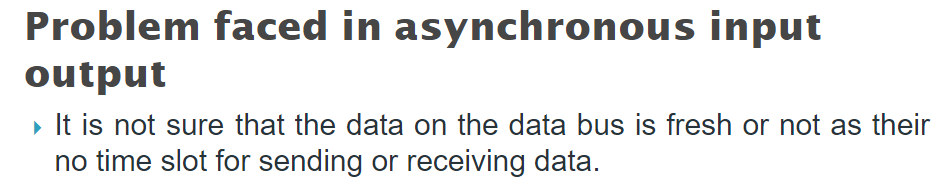 Problem faced in asynchronous input
output
It is not sure that the data on the data bus is fresh or not as their
no time slot for sending or receiving data.